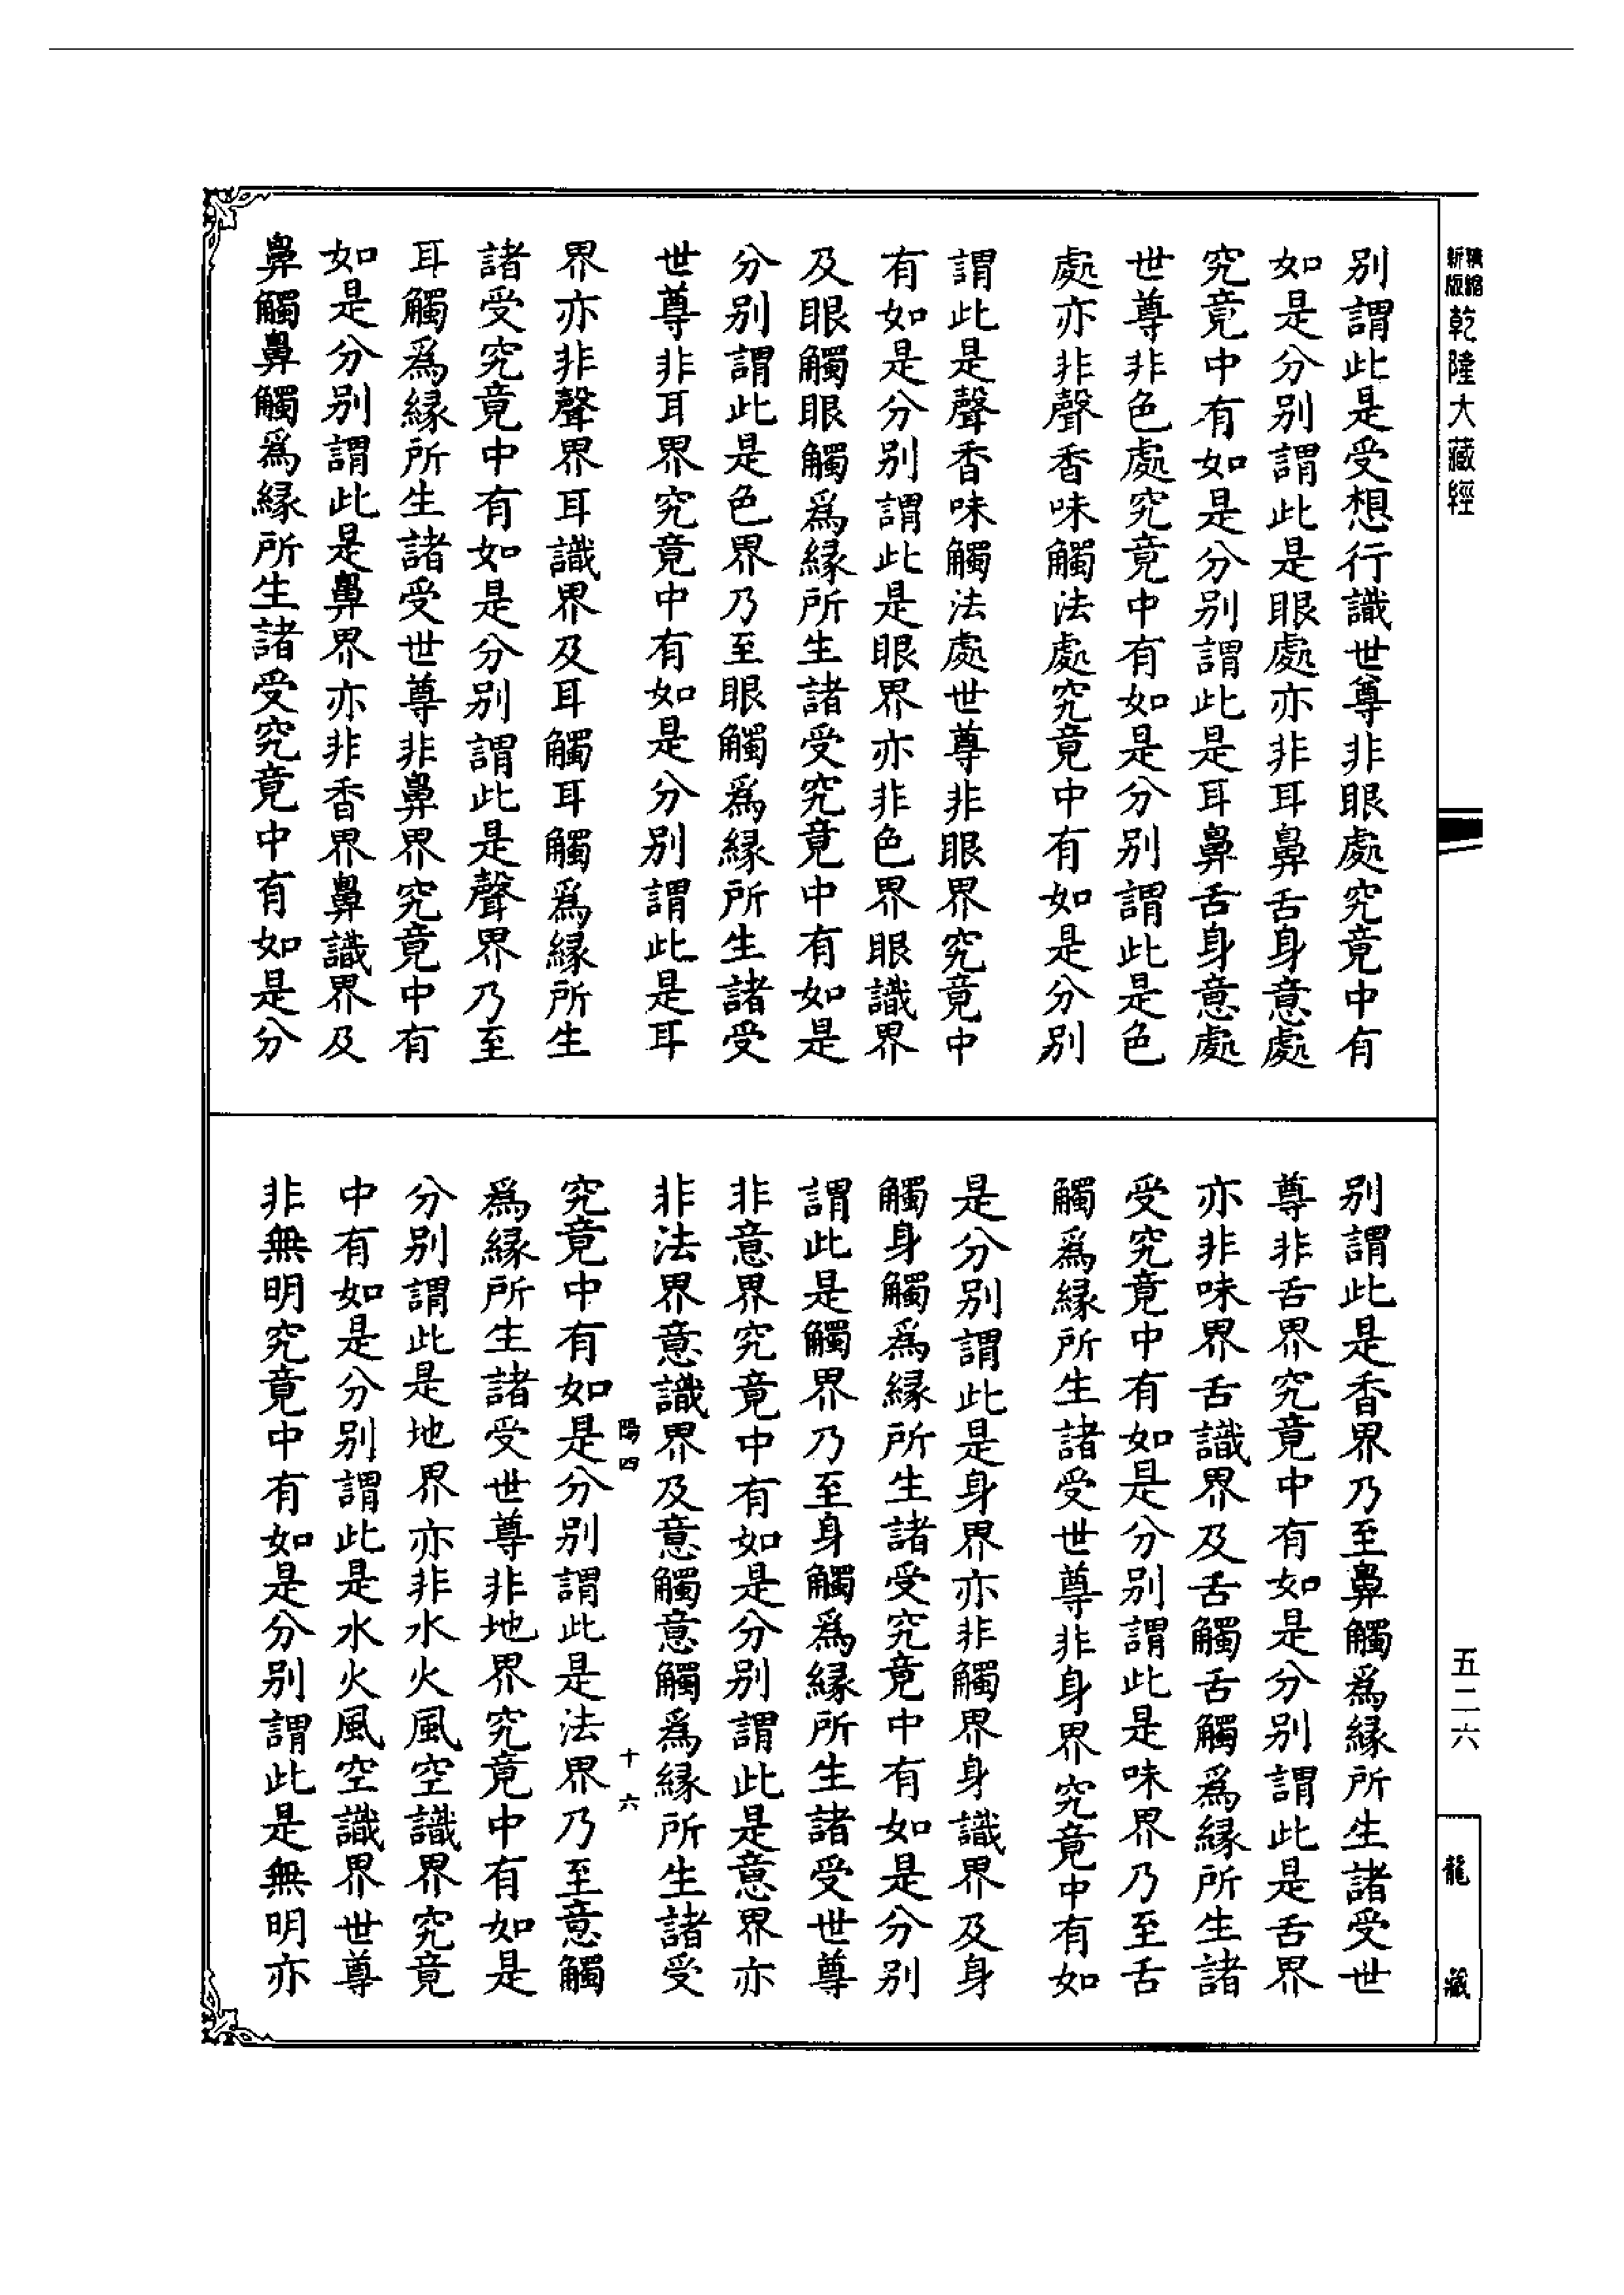 新版精縮乾隆大藏經
別謂此是受想行識世尊非眼處究竟中有
如是分別謂此是眼處亦非耳鼻舌身意處
究竟中有如是分別謂此是耳鼻舌身意處
世尊非色處究竟中有如是分別謂此是色
處亦非聲香味觸法處究竟中有如是分別
謂此是聲香味觸法處世尊非眼界究竟中
有如是分別謂此是眼界亦非色界眼識界
及眼觸眼觸爲緣所生諸受究竟中有如是
分別謂此是色界乃至眼觸爲緣所生諸受
世尊非耳界究竟中有如是分別謂此是耳
界亦非聲界耳識界及耳觸耳觸爲緣所生
諸受究竟中有如是分別謂此是聲界乃至
耳觸爲緣所生諸受世尊非鼻界究竟中有
如是分別謂此是鼻界亦非香界鼻識界及
鼻觸鼻觸爲緣所生諸受究竟中有如是分
別謂此是香界乃至鼻觸爲緣所生諸受世
尊非舌界究竟中有如是分別謂此是舌界
亦非味界舌識界及舌觸舌觸爲緣所生諸
受究竟中有如是分別謂此是味界乃至舌
觸爲緣所生諸受世尊非身界究竟中有如
是分別謂此是身界亦非觸界身識界及身
觸身觸爲緣所生諸受究竟中有如是分別
謂此是觸界乃至身觸爲緣所生諸受世尊
非意界究竟中有如是分別謂此是意界亦
非法界意識界及意觸意觸爲緣所生諸受
陽四 十六
究竟中有如是分別謂此是法界乃至意觸
爲緣所生諸受世尊非地界究竟中有如是
分別謂此是地界亦非水火風空識界究竟
中有如是分別謂此是水火風空識界世尊
非無明究竟中有如是分別謂此是無明亦
五二六
龍藏